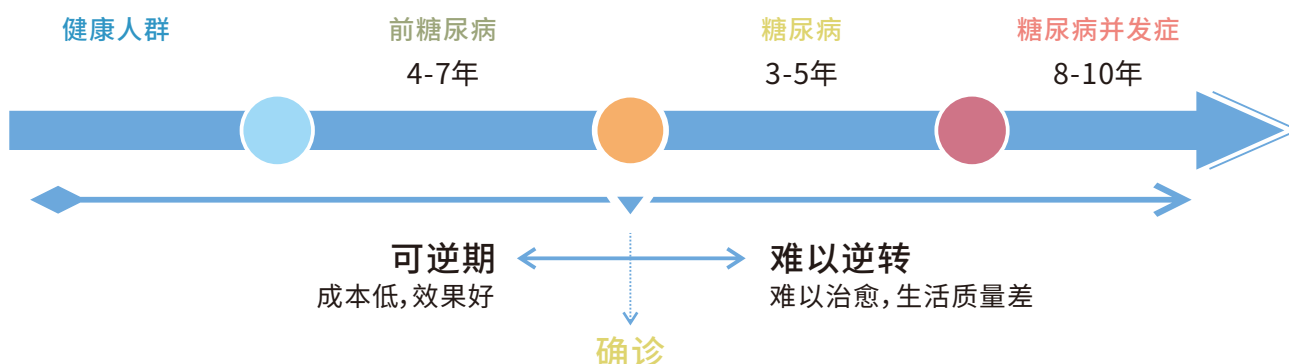 健康人群
前糖尿病
糖尿病
糖尿病并发症
4-7年
3-5年
8-10年
可逆期
难以逆转
成本低,效果好
难以治愈,生活质量差
确诊